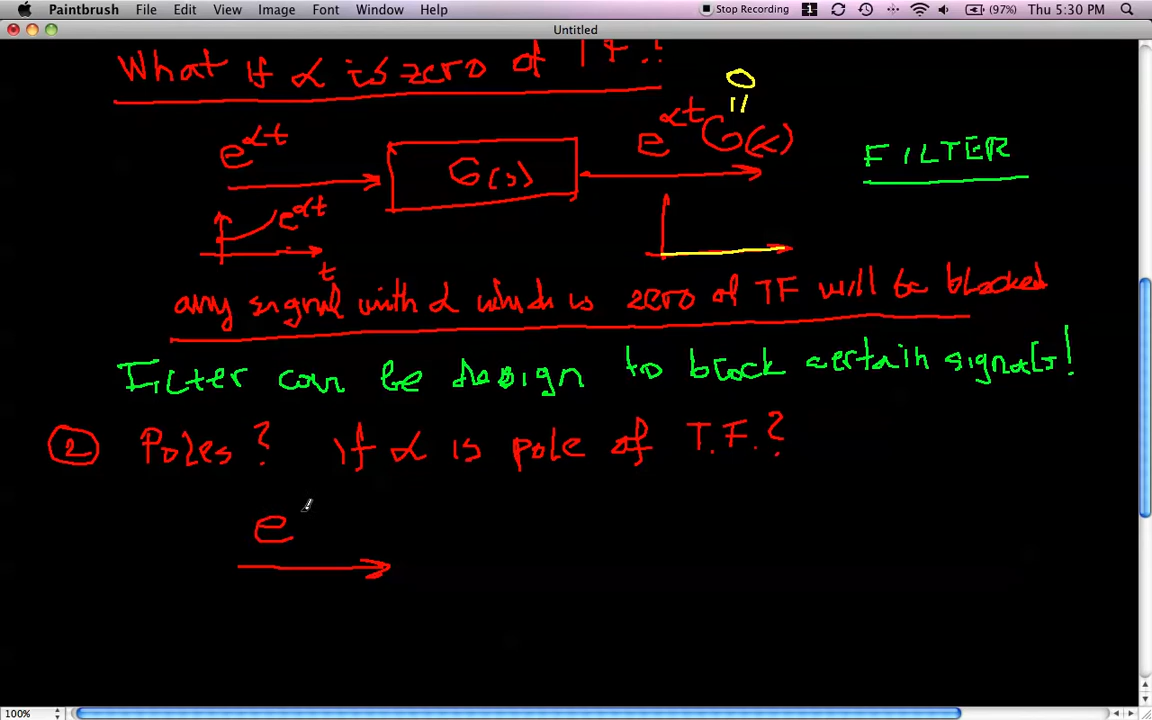 Paintbrush File Edit View Image Font Window Help Stop Recording 1 (97%) Thu 5:30 PM
Untitled
What if α is zero of T.F.?
0
e^αt G(s) e^αt G(α) FILTER
e^αt
t
any signal with α which is zero of TF will be blocked
Filter can be design to block certain signals!
2 Poles? if α is pole of T.F.?
e
100%